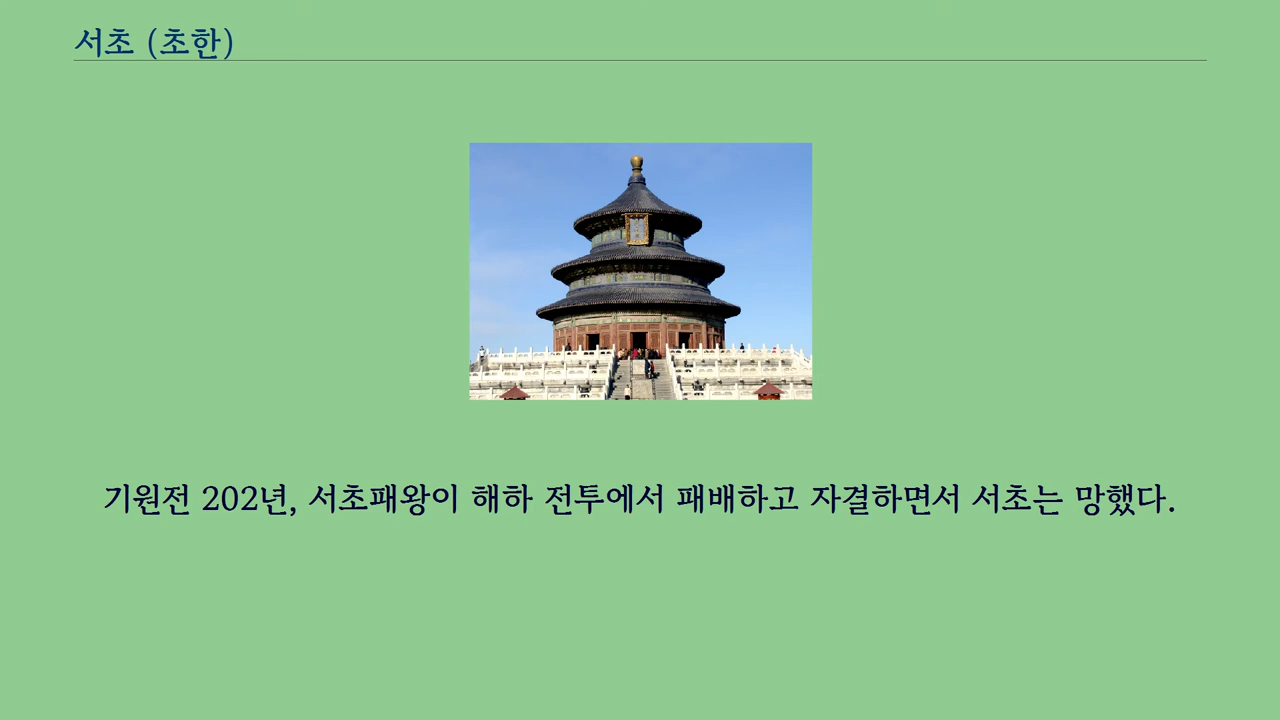 서초 (초한)
기원전 202년, 서초패왕이 해하 전투에서 패배하고 자결하면서 서초는 망했다.